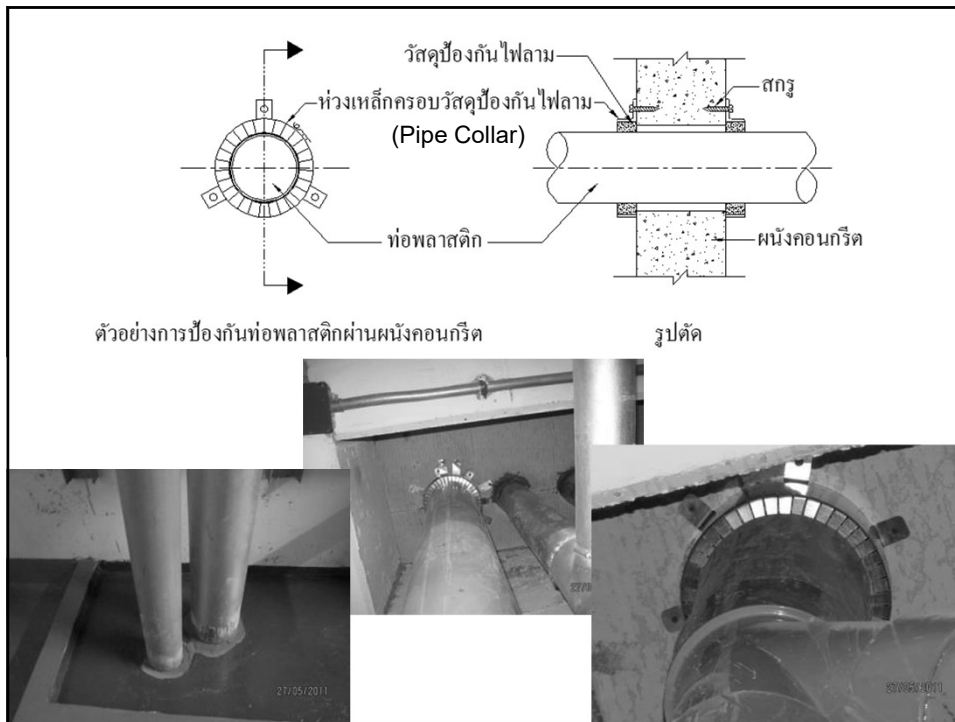 วัสดุป้องกันไฟลาม
สกรู
ห่วงเหล็กครอบวัสดุป้องกันไฟลาม
(Pipe Collar)
ท่อพลาสติก
ผนังคอนกรีต
ตัวอย่างการป้องกันท่อพลาสติกผ่านผนังคอนกรีต
รูปตัด
27/05/2011
27/05/2011